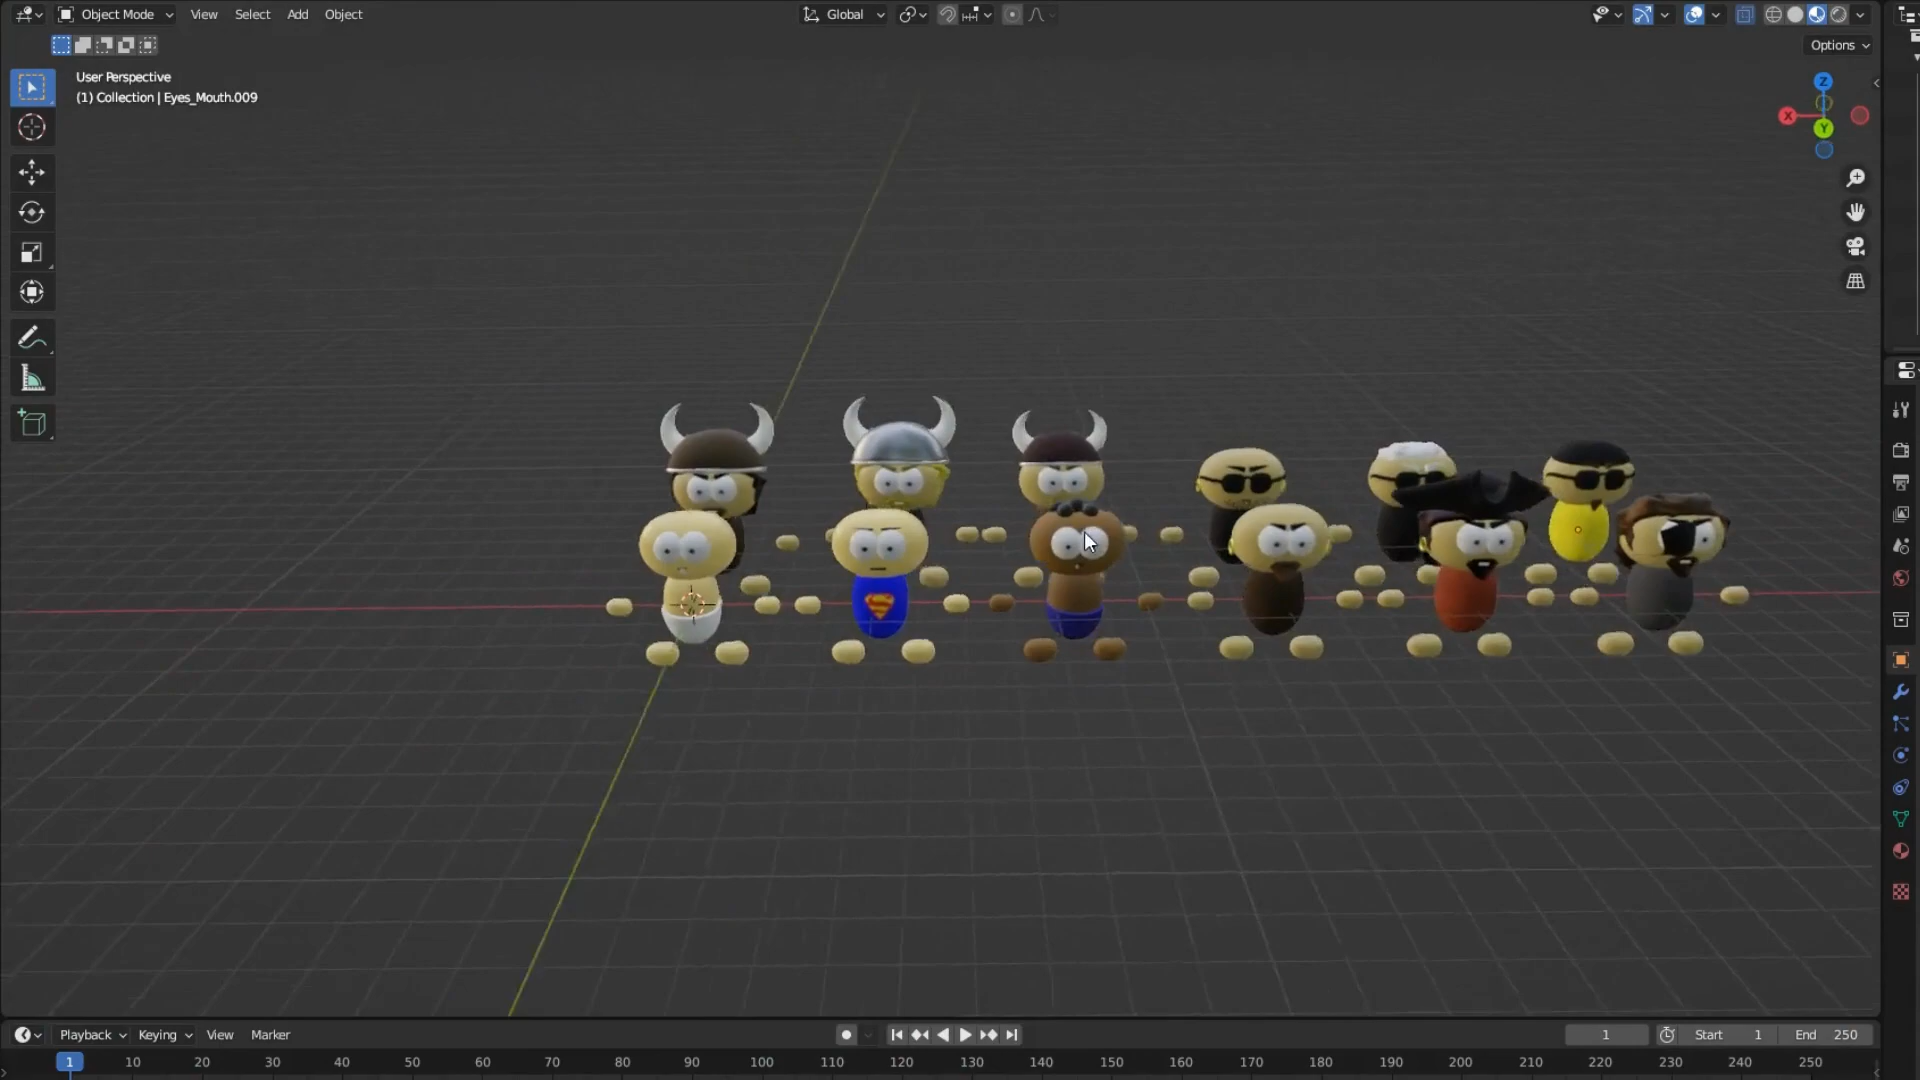 Object Mode View Select Add Object Global
Options
User Perspective
(1) Collection | Eyes_Mouth.009
Z
X
Y
Playback Keying View Marker 1 Start 1 End 250
1 10 20 30 40 50 60 70 80 90 100 110 120 130 140 150 160 170 180 190 200 210 220 230 240 250